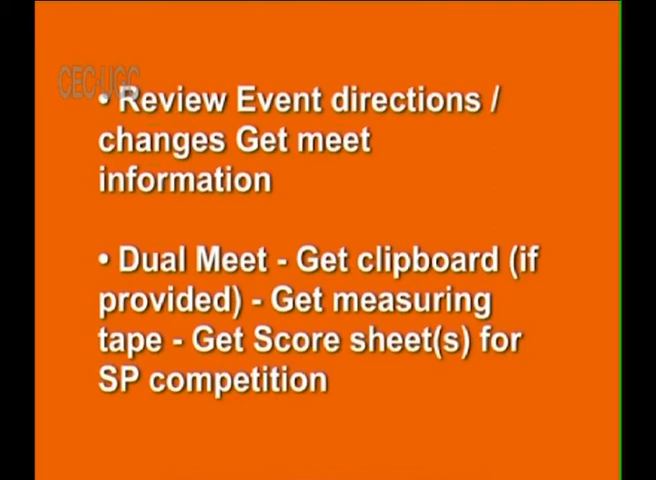 CEC-UGC
• Review Event directions /
changes Get meet
information
• Dual Meet - Get clipboard (if
provided) - Get measuring
tape - Get Score sheet(s) for
SP competition